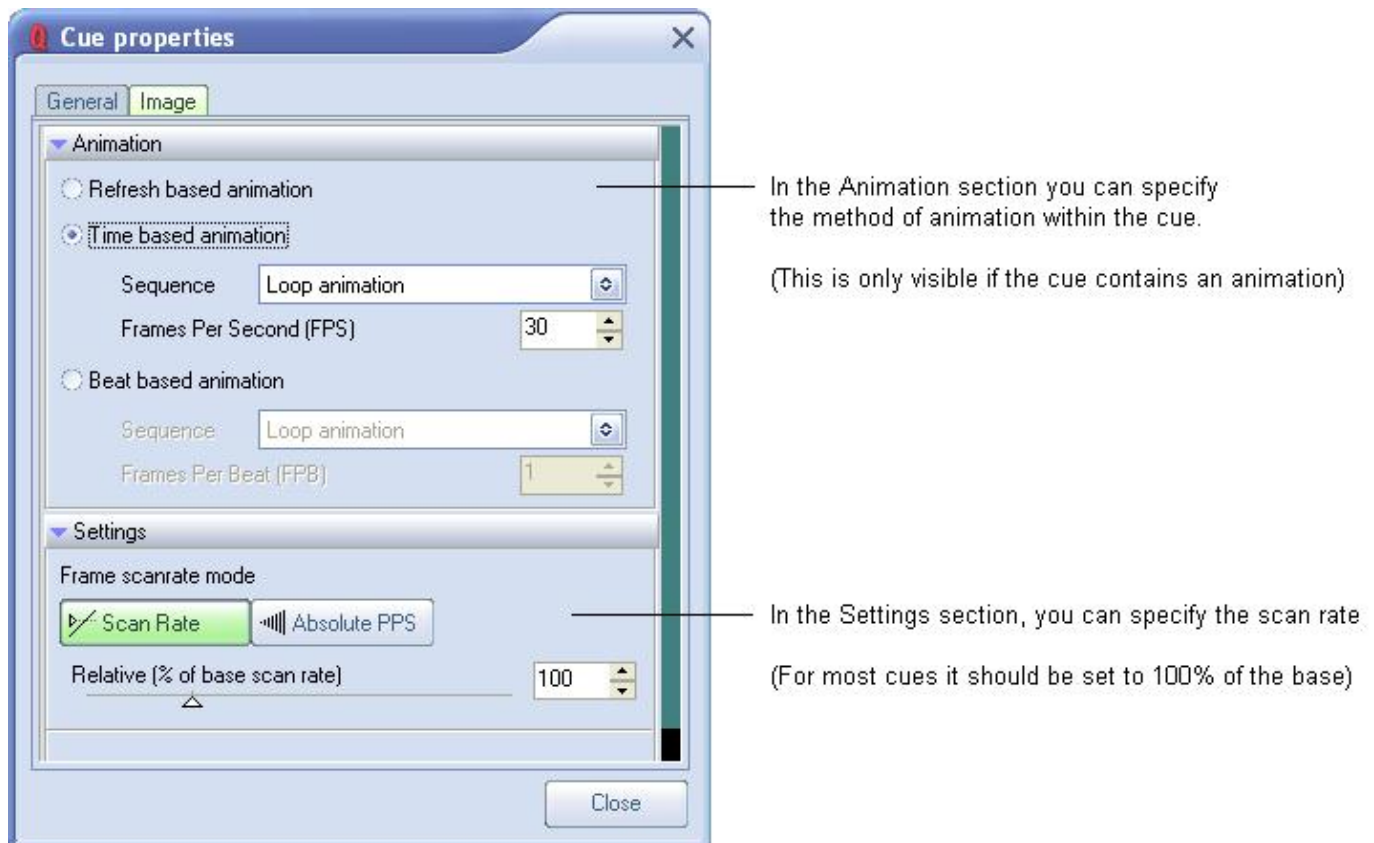 Cue properties
General Image
Animation
Refresh based animation
Time based animation
Sequence Loop animation
Frames Per Second (FPS) 30
Beat based animation
Sequence Loop animation
Frames Per Beat (FPB) 1
Settings
Frame scanrate mode
Scan Rate Absolute PPS
Relative (% of base scan rate) 100
Close
In the Animation section you can specify
the method of animation within the cue.
(This is only visible if the cue contains an animation)
In the Settings section, you can specify the scan rate
(For most cues it should be set to 100% of the base)